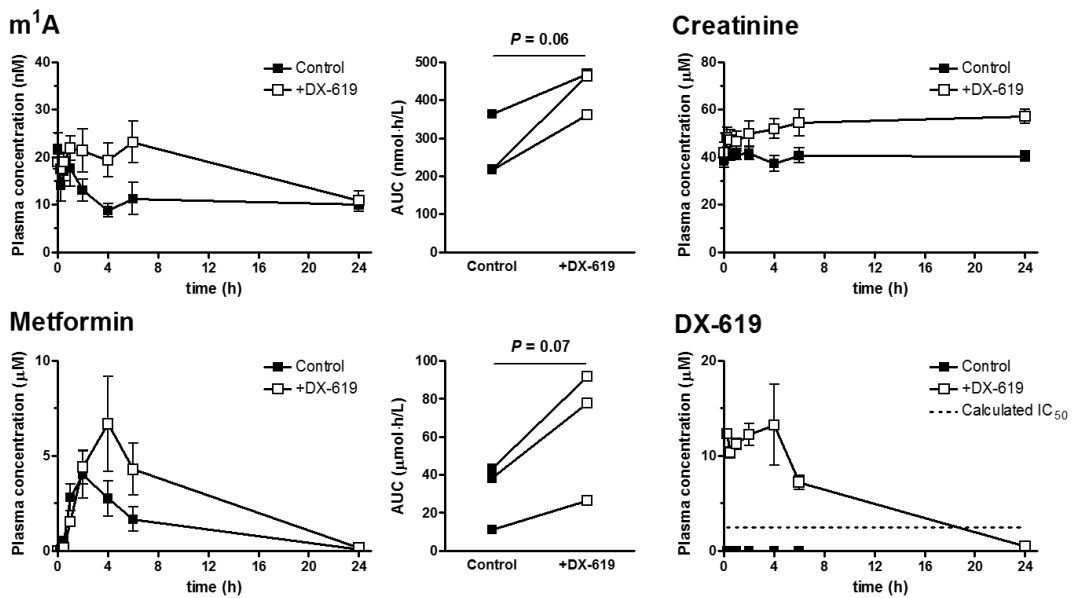 m¹A
Plasma concentration (nM)
40
30
20
10
0
0 4 8 12 16 20 24
time (h)
Control
+DX-619
P = 0.06
AUC (nmol·h/L)
500
400
300
200
100
0
Control +DX-619
Creatinine
Plasma concentration (μM)
80
60
40
20
0
0 4 8 12 16 20 24
time (h)
Control
+DX-619
Metformin
Plasma concentration (μM)
10
5
0
0 4 8 12 16 20 24
time (h)
Control
+DX-619
P = 0.07
AUC (μmol·h/L)
100
80
60
40
20
0
Control +DX-619
DX-619
Plasma concentration (μM)
20
15
10
5
0
0 4 8 12 16 20 24
time (h)
Control
+DX-619
Calculated IC₅₀